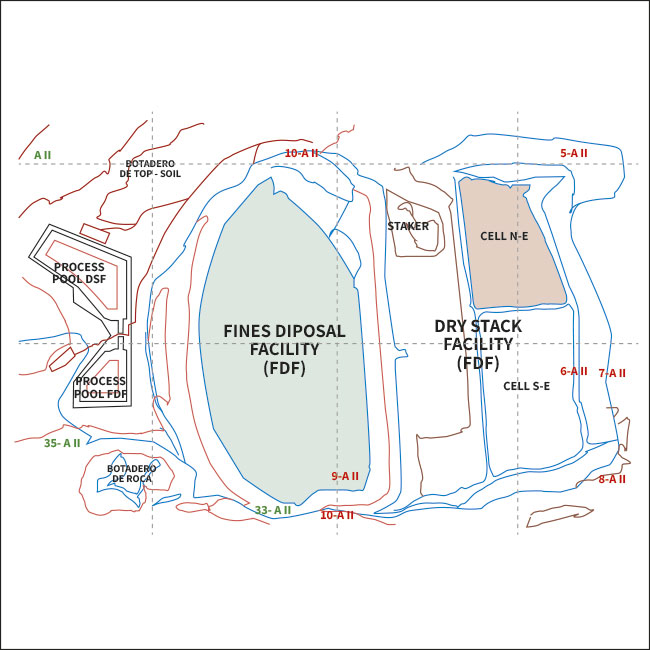 A II
BOTADERO
DE TOP - SOIL
10-A II
5-A II
STAKER
CELL N-E
PROCESS
POOL DSF
FINES DIPOSAL
FACILITY
(FDF)
DRY STACK
FACILITY
(FDF)
PROCESS
POOL FDF
CELL S-E
6-A II
7-A II
35- A II
BOTADERO
DE ROCA
9-A II
8-A II
33- A II
10-A II